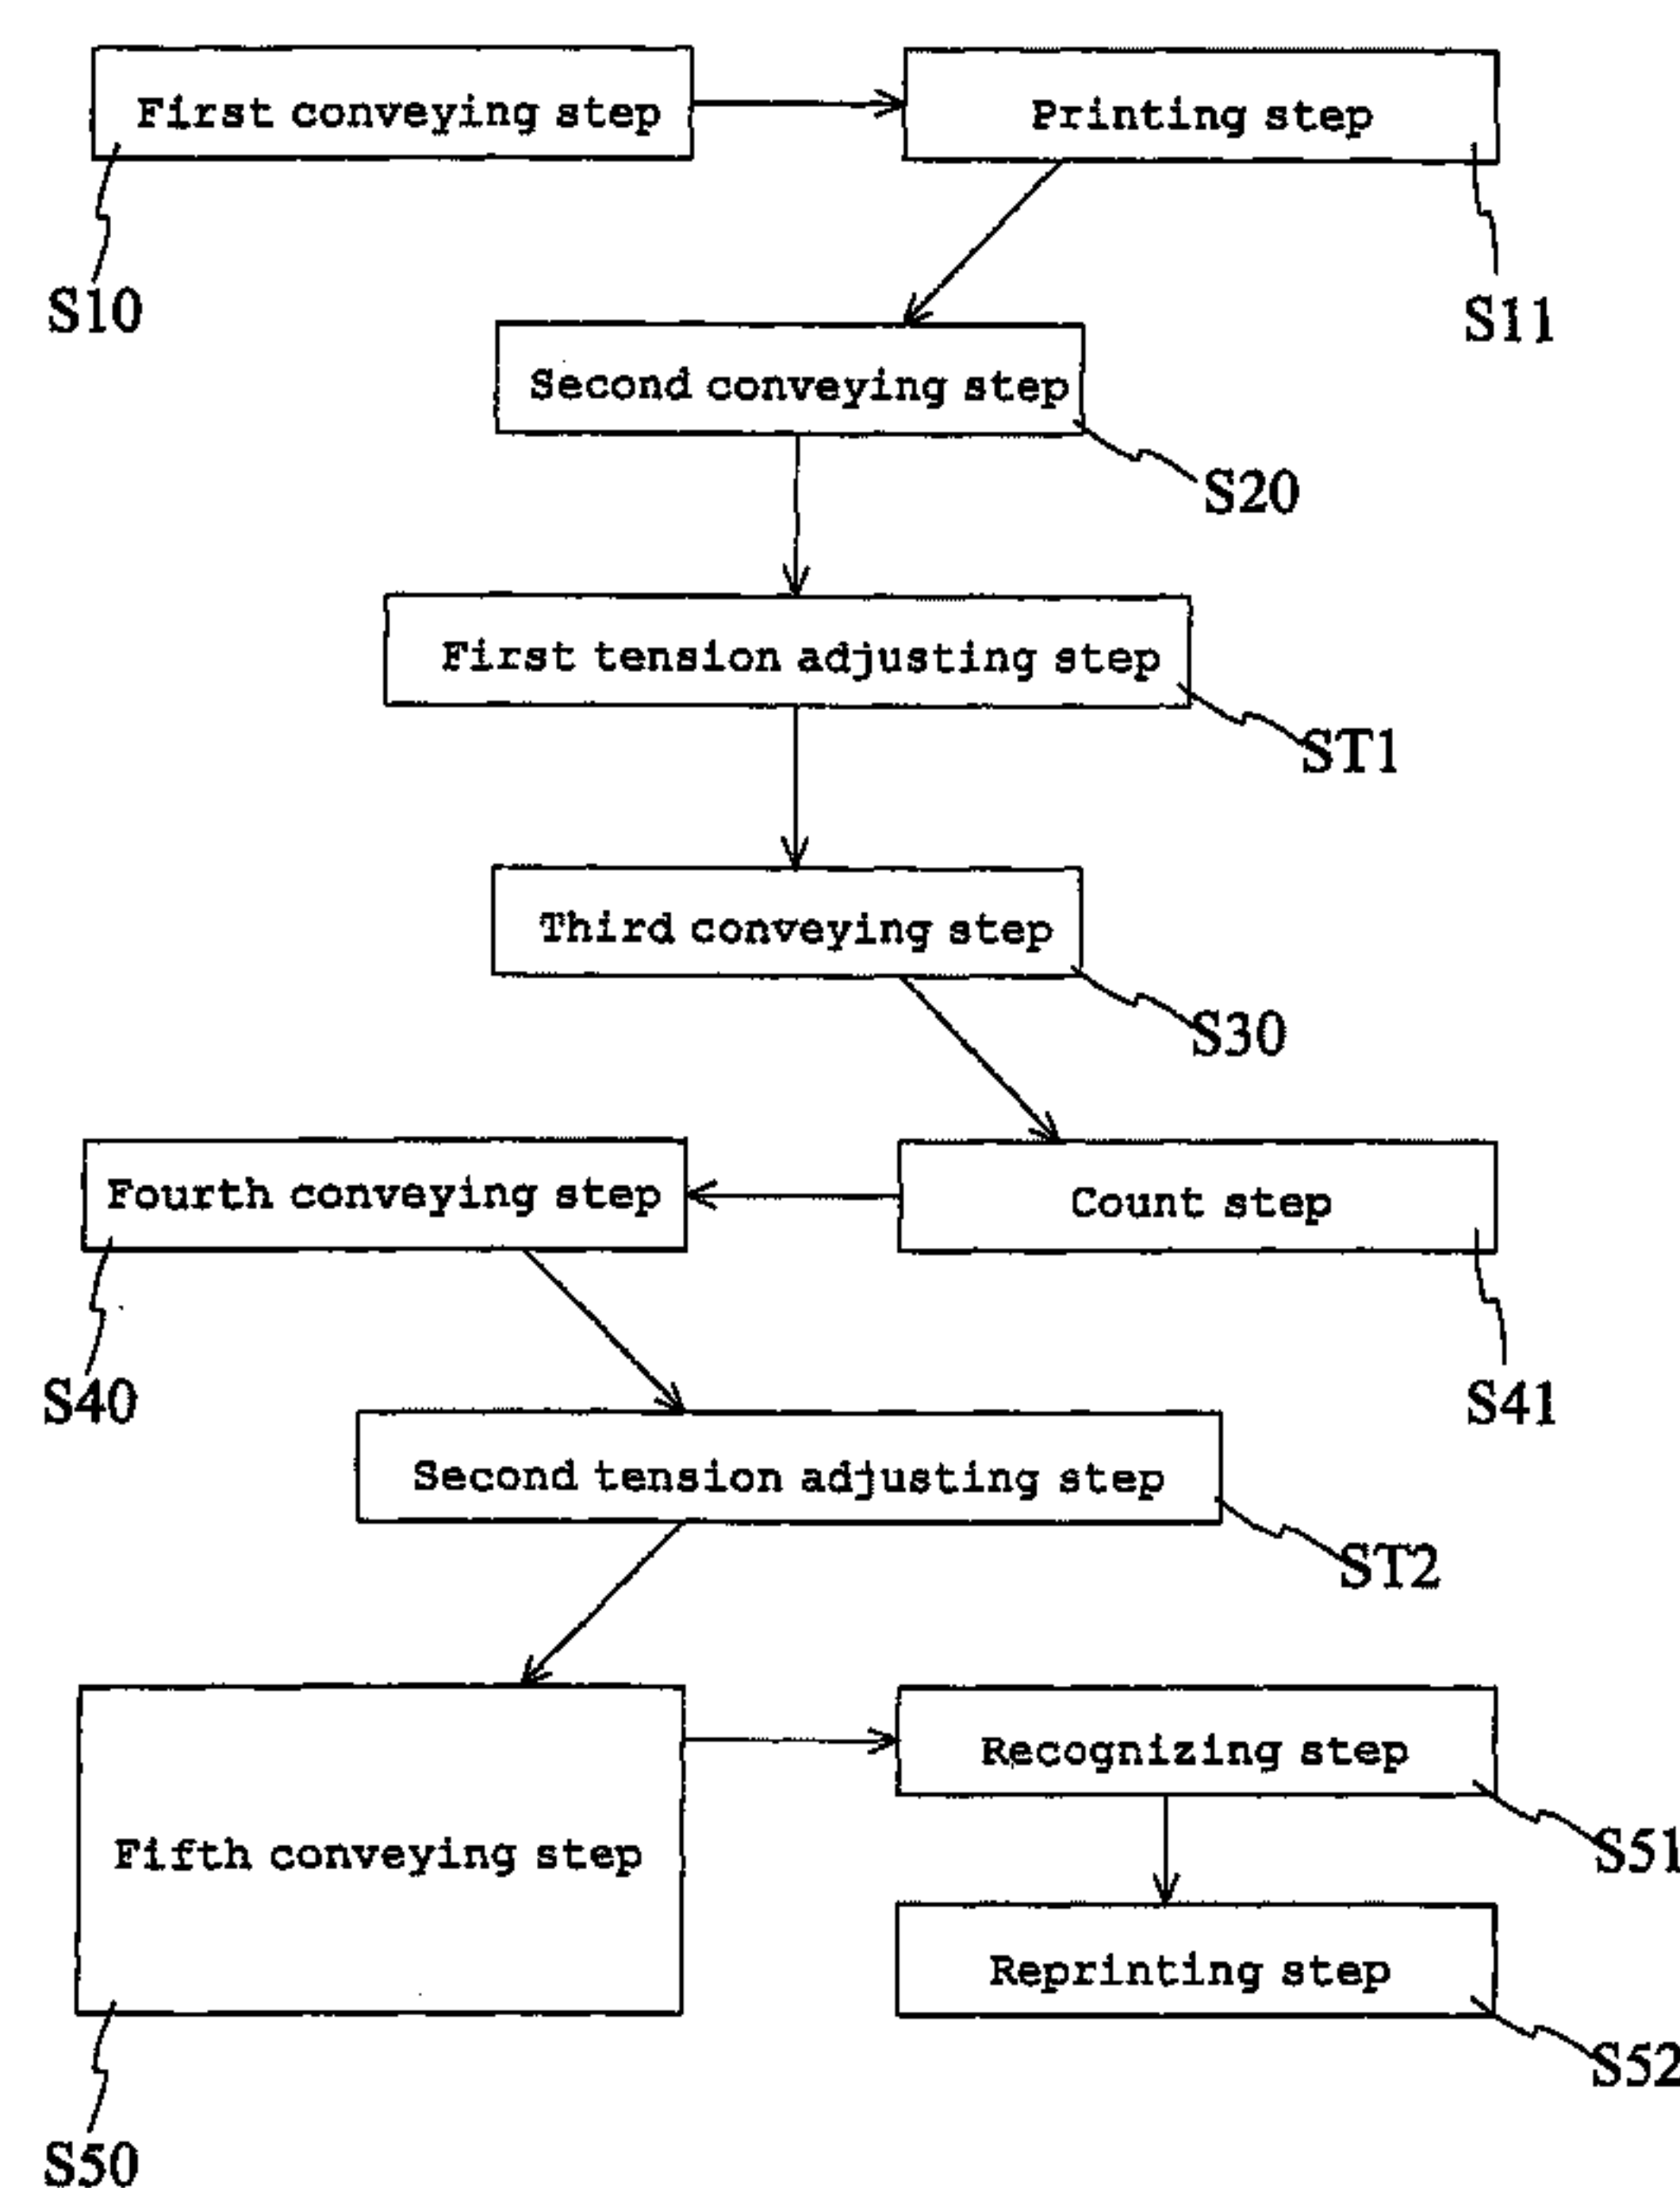 First conveying step
Printing step
S10
S11
Second conveying step
S20
First tension adjusting step
ST1
Third conveying step
S30
Fourth conveying step
Count step
S40
S41
Second tension adjusting step
ST2
Recognizing step
S51
Fifth conveying step
Reprinting step
S52
S50